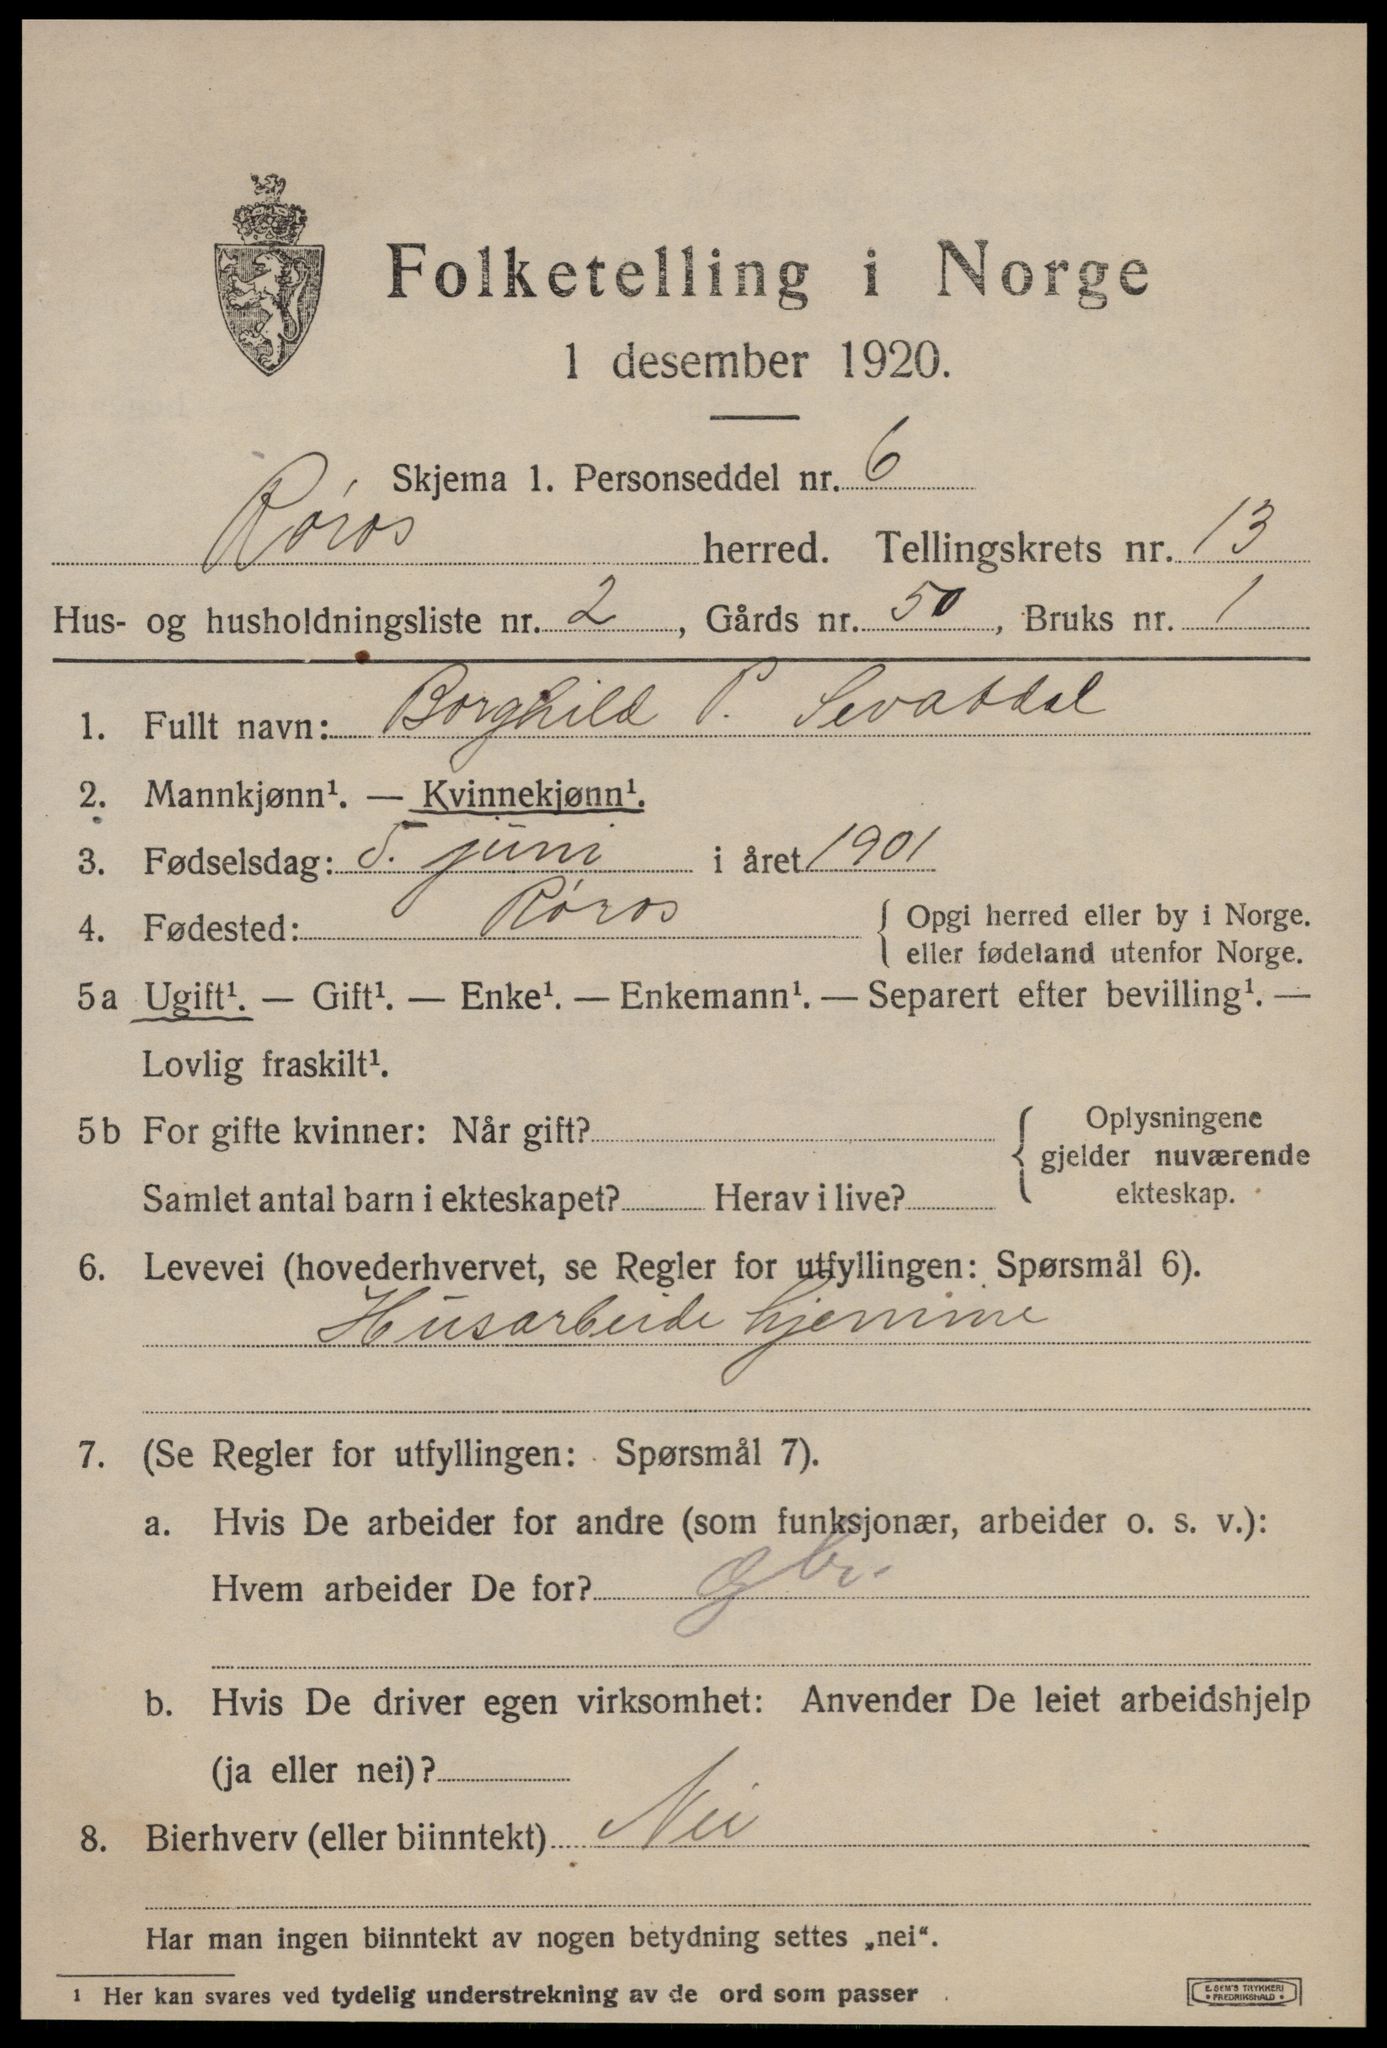 Folketelling i Norge
1 desember 1920.
Skjema 1. Personseddel nr. 6
Røros herred. Tellingskrets nr. 13
Hus- og husholdningsliste nr. 2, Gårds nr. 50, Bruks nr. 1
1. Fullt navn: Borghild P. Sevatdal
2. Mannkjønn¹. — Kvinnekjønn¹.
3. Fødselsdag: 5. juni i året 1901
4. Fødested: Røros { Opgi herred eller by i Norge.
eller fødeland utenfor Norge.
5a Ugift¹. — Gift¹. — Enke¹. — Enkemann¹. — Separert efter bevilling¹. —
Lovlig fraskilt¹.
5b For gifte kvinner: Når gift? { Oplysningene
gjelder nuværende
Samlet antal barn i ekteskapet? Herav i live? ekteskap.
6. Levevei (hovederhvervet, se Regler for utfyllingen: Spørsmål 6).
Husarbeide hjemme
7. (Se Regler for utfyllingen: Spørsmål 7).
a. Hvis De arbeider for andre (som funksjonær, arbeider o. s. v.):
Hvem arbeider De for? gbr.
b. Hvis De driver egen virksomhet: Anvender De leiet arbeidshjelp
(ja eller nei)?
8. Bierhverv (eller biinntekt) Nei
Har man ingen biinntekt av nogen betydning settes „nei“.
¹ Her kan svares ved tydelig understrekning av de ord som passer
E. SEM'S TRYKKERI
• FREDRIKSHALD •